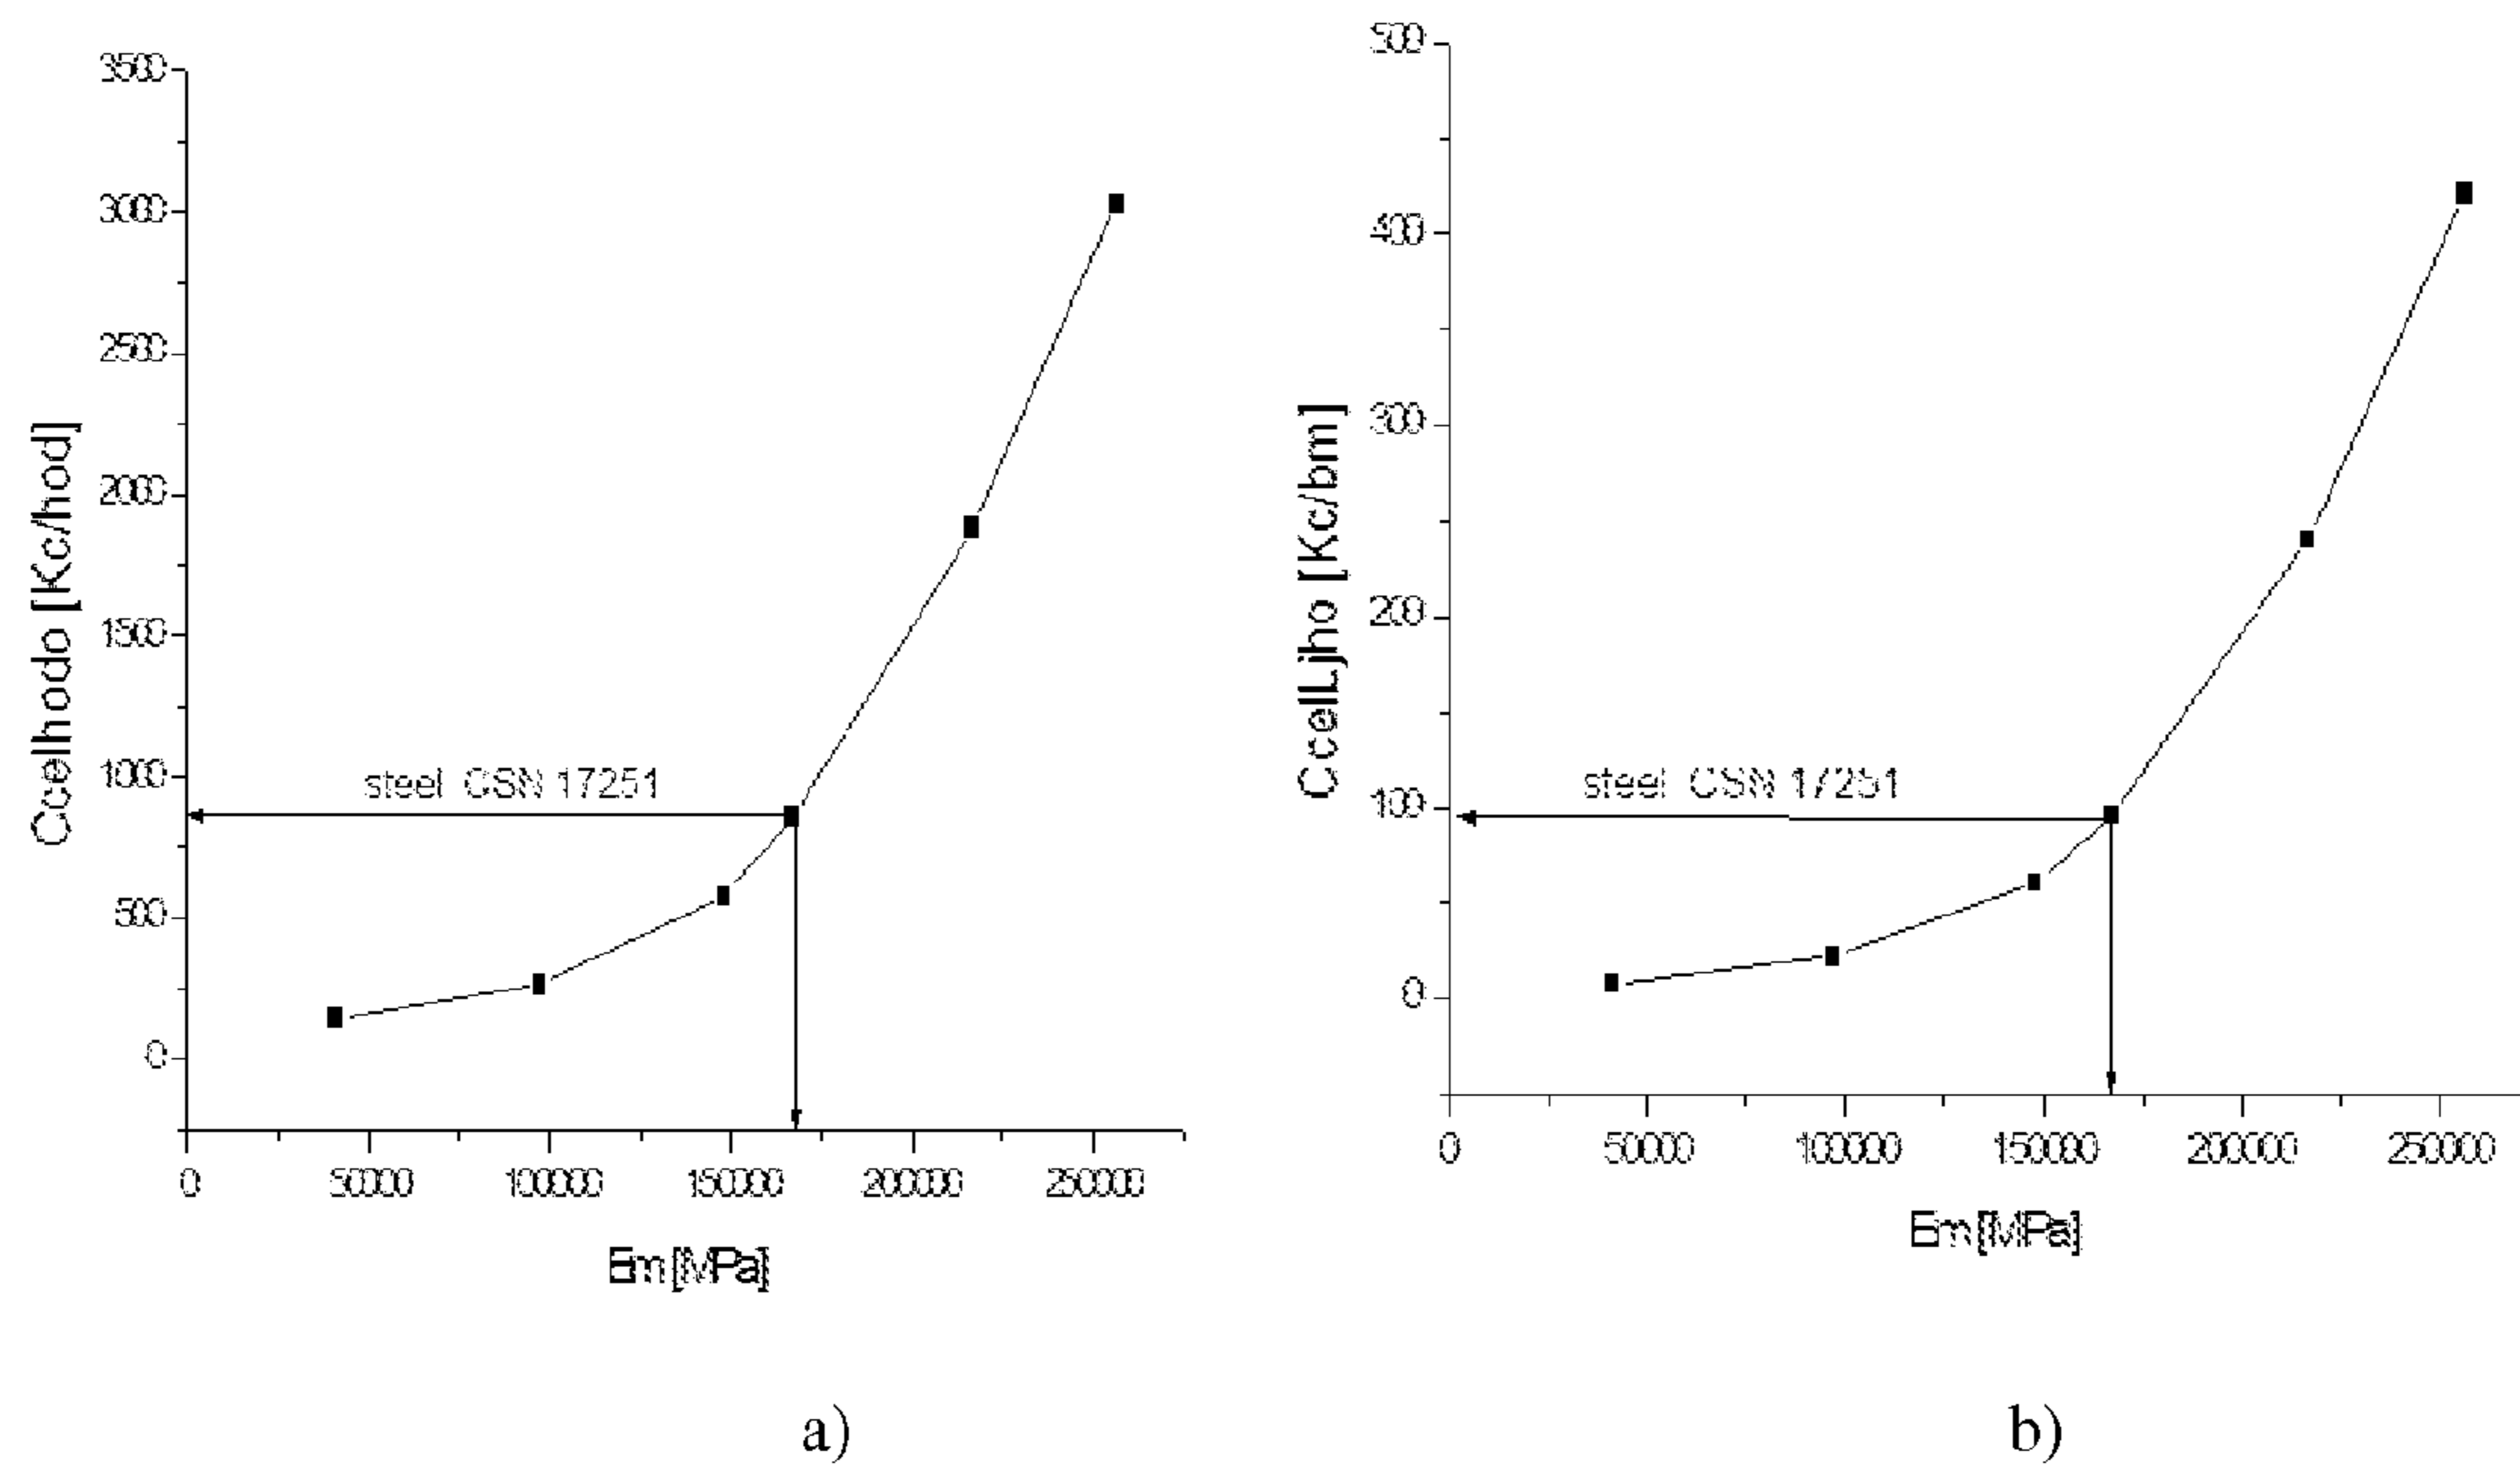 3500
3000
2500
2000
1500
1000
500
0
Ccelhodo [Kc/hod]
steel CSN 17251
0 50000 100000 150000 200000 250000
Em[MPa]
a)
500
400
300
200
100
0
CcelLjho [Kc/bm]
steel CSN 17251
0 50000 100000 150000 200000 250000
Em[MPa]
b)